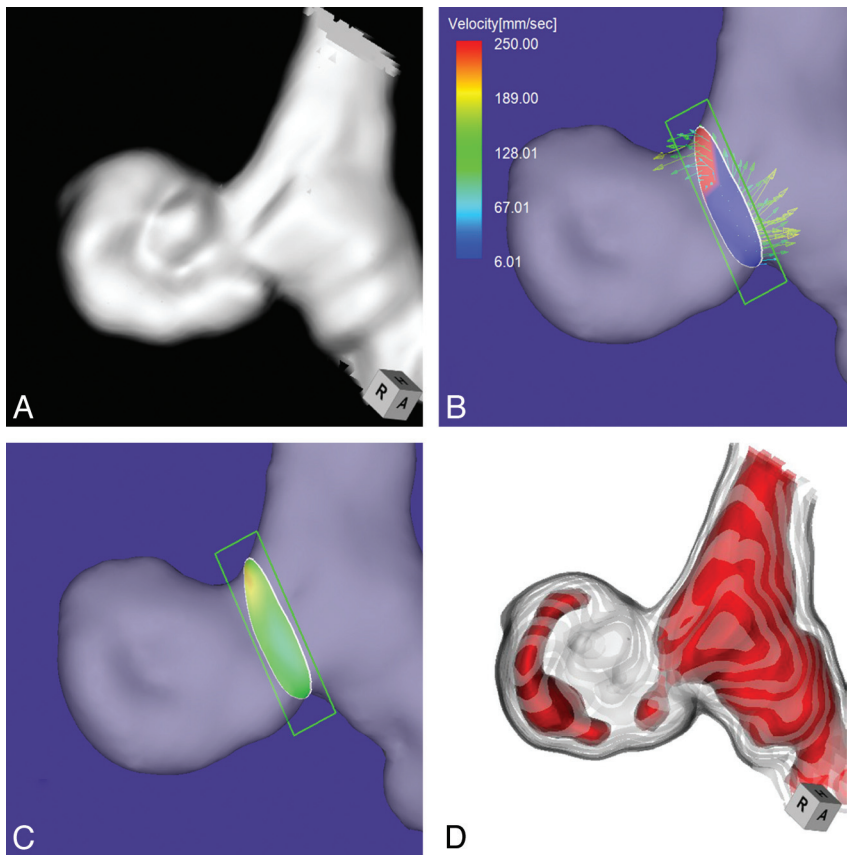 A
R
H
A
B
Velocity[mm/sec]
250.00
189.00
128.01
67.01
6.01
C
D
R
H
A